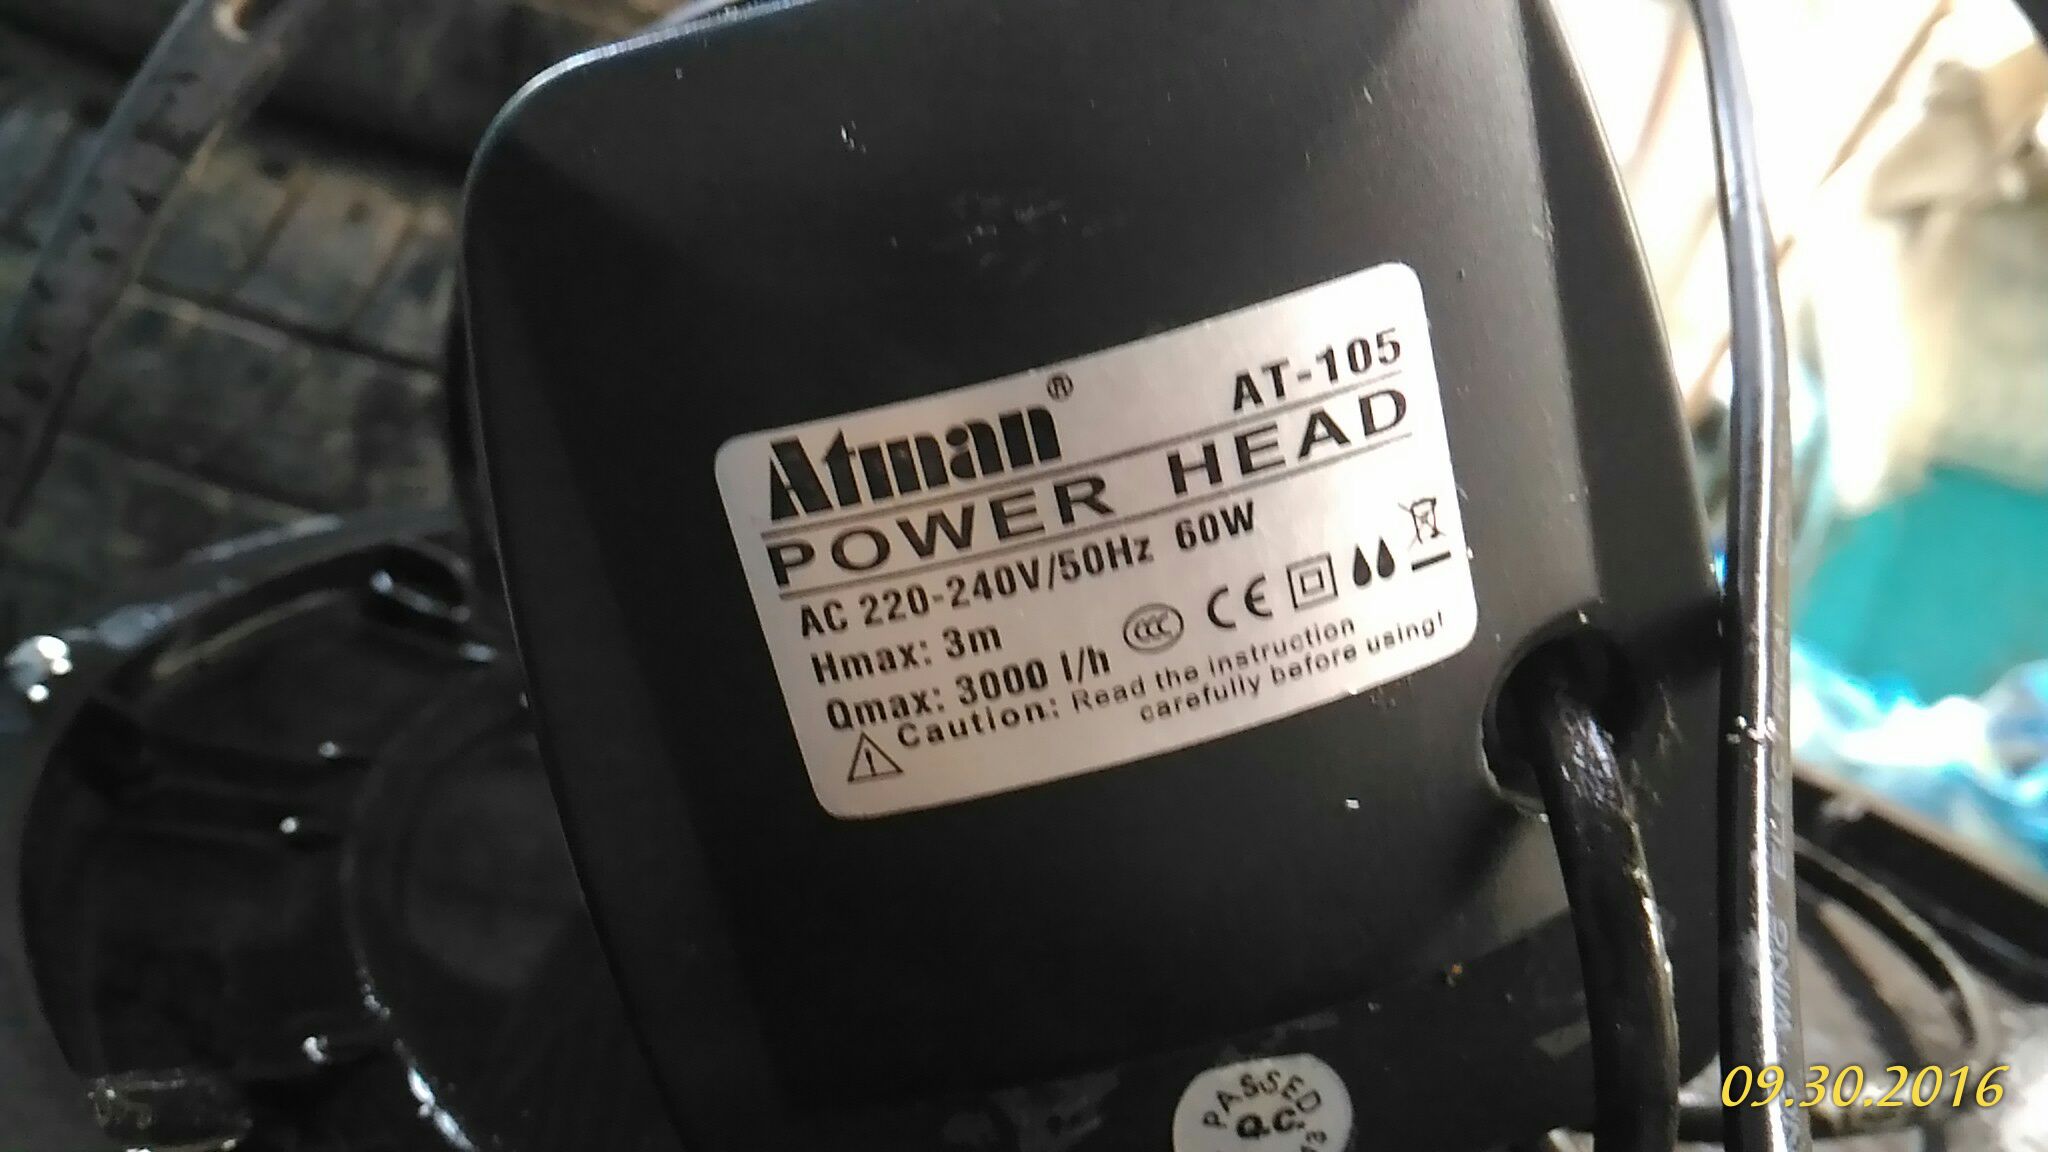 Atman® AT-105
POWER HEAD
AC 220-240V/50Hz 60W
Hmax: 3m
Qmax: 3000 l/h CCC CE
Caution: Read the instruction
carefully before using!
PASSED
Q.C.
09.30.2016